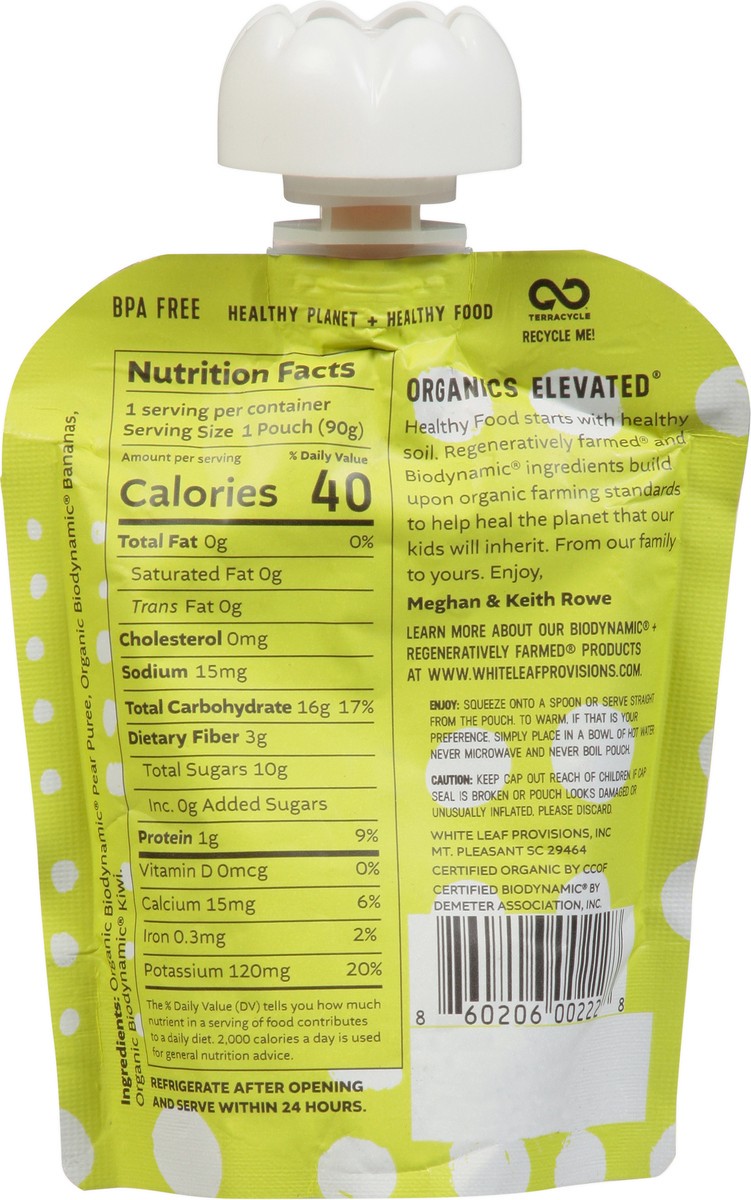 BPA FREE
HEALTHY PLANET + HEALTHY FOOD
TERRACYCLE
RECYCLE ME!
Nutrition Facts
1 serving per container
Serving Size 1 Pouch (90g)
Amount per serving % Daily Value
Calories 40
Total Fat 0g 0%
Saturated Fat 0g
Trans Fat 0g
Cholesterol 0mg
Sodium 15mg
Total Carbohydrate 16g 17%
Dietary Fiber 3g
Total Sugars 10g
Inc. 0g Added Sugars
Protein 1g 9%
Vitamin D 0mcg 0%
Calcium 15mg 6%
Iron 0.3mg 2%
Potassium 120mg 20%
The % Daily Value (DV) tells you how much
nutrient in a serving of food contributes
to a daily diet. 2,000 calories a day is used
for general nutrition advice.
REFRIGERATE AFTER OPENING
AND SERVE WITHIN 24 HOURS.
Ingredients: Organic Biodynamic® Pear Puree, Organic Biodynamic® Bananas,
Organic Biodynamic® Kiwi.
ORGANICS ELEVATED®
Healthy Food starts with healthy
soil. Regeneratively farmed® and
Biodynamic® ingredients build
upon organic farming standards
to help heal the planet that our
kids will inherit. From our family
to yours. Enjoy,
Meghan & Keith Rowe
LEARN MORE ABOUT OUR BIODYNAMIC® +
REGENERATIVELY FARMED® PRODUCTS
AT WWW.WHITELEAFPROVISIONS.COM.
ENJOY: SQUEEZE ONTO A SPOON OR SERVE STRAIGHT
FROM THE POUCH. TO WARM, IF THAT IS YOUR
PREFERENCE. SIMPLY PLACE IN A BOWL OF HOT WATER
NEVER MICROWAVE AND NEVER BOIL POUCH.
CAUTION: KEEP CAP OUT REACH OF CHILDREN. IF CAP
SEAL IS BROKEN OR POUCH LOOKS DAMAGED OR
UNUSUALLY INFLATED, PLEASE DISCARD.
WHITE LEAF PROVISIONS, INC
MT. PLEASANT SC 29464
CERTIFIED ORGANIC BY CCOF
CERTIFIED BIODYNAMIC® BY
DEMETER ASSOCIATION, INC.
8 60206 00222 8